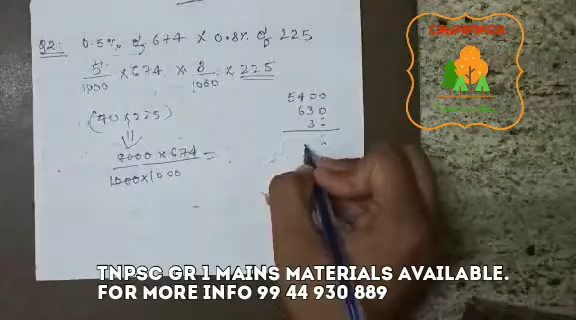 Q2: 0.5% of 674 x 0.8% of 225
5/1000 x 674 x 8/1000 x 225
(40 x 225)
9000 x 674 =
1000 x 1000
5400
630
36
6
TNPSC GR 1 MAINS MATERIALS AVAILABLE.
FOR MORE INFO 99 44 930 889